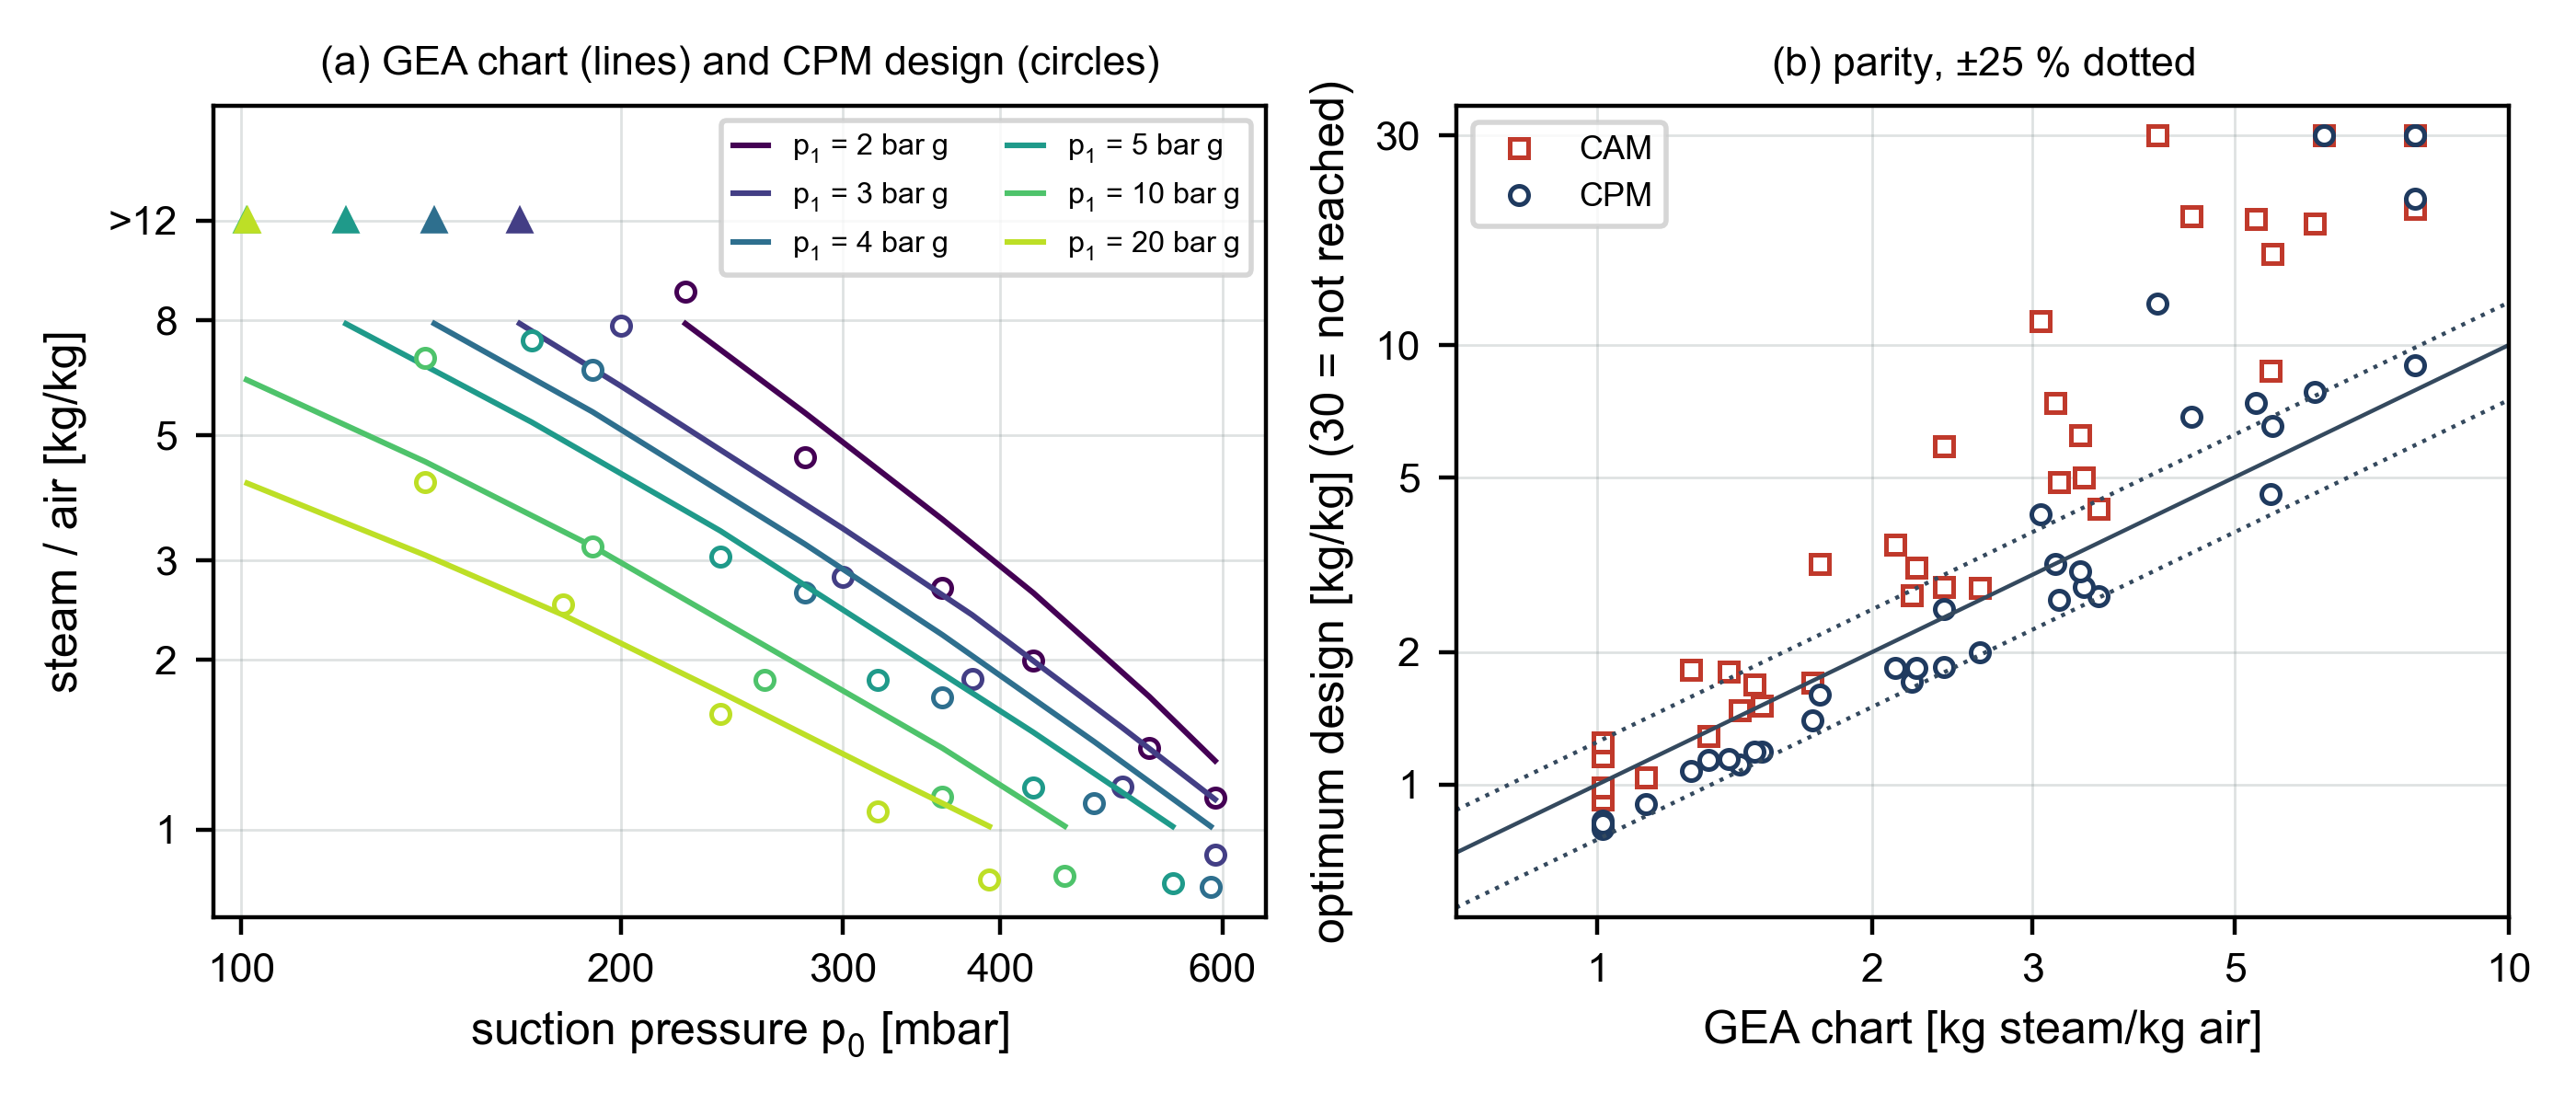 (a) GEA chart (lines) and CPM design (circles)
steam / air [kg/kg]
>12
8
5
3
2
1
p1 = 2 bar g
p1 = 3 bar g
p1 = 4 bar g
p1 = 5 bar g
p1 = 10 bar g
p1 = 20 bar g
100
200
300
400
600
suction pressure p0 [mbar]
(b) parity, ±25 % dotted
optimum design [kg/kg] (30 = not reached)
30
10
5
2
1
CAM
CPM
1
2
3
5
10
GEA chart [kg steam/kg air]